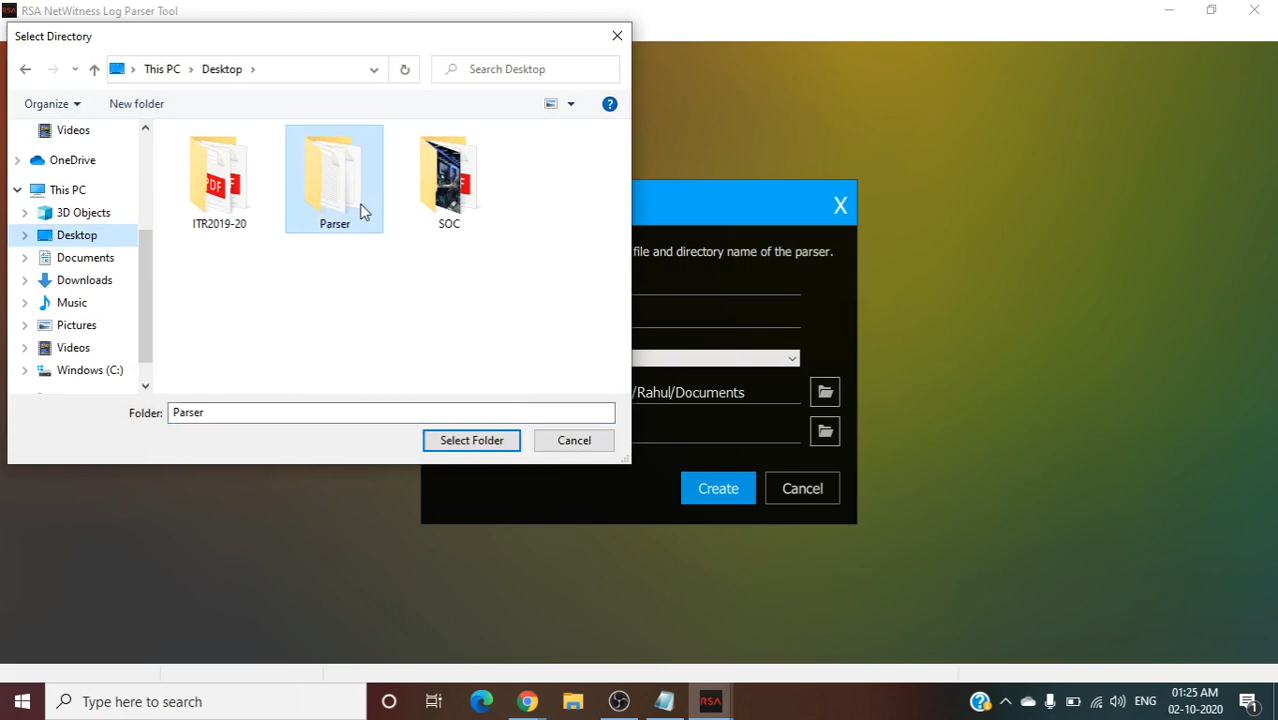 RSA NetWitness Log Parser Tool
Select Directory
This PC
Desktop
Search Desktop
Organize
New folder
Videos
OneDrive
This PC
3D Objects
Desktop
Documents
Downloads
Music
Pictures
Videos
Windows (C:)
ITR2019-20
Parser
SOC
PDF
Folder:
Parser
Select Folder
Cancel
X
file and directory name of the parser.
/Rahul/Documents
Create
Cancel
Type here to search
RSA
ENG
01:25 AM
02-10-2020
1